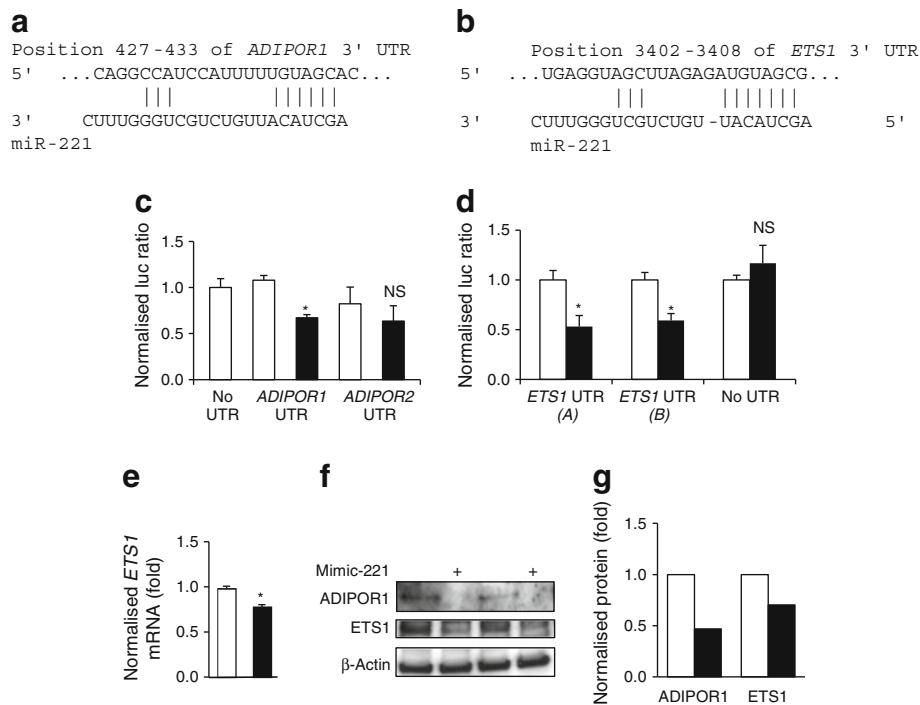 a
Position 427-433 of ADIPOR1 3' UTR
5' ...CAGGCCAUCCAUUUUUGUAGCAC...
3' CUUUGGGUCGUCUGUUACAUCGA
miR-221
b
Position 3402-3408 of ETS1 3' UTR
5' ...UGAGGUAGCUUAGAGAUGUAGCG...
3' CUUUGGGUCGUCUGU-UACAUCGA 5'
miR-221
c
Normalised luc ratio
1.5
1.0
0.5
0.0
*
NS
No UTR
ADIPOR1 UTR
ADIPOR2 UTR
d
Normalised luc ratio
1.5
1.0
0.5
0.0
*
*
NS
ETS1 UTR (A)
ETS1 UTR (B)
No UTR
e
Normalised ETS1 mRNA (fold)
1.5
1.0
0.5
0.0
*
f
Mimic-221 + +
ADIPOR1
ETS1
β-Actin
g
Normalised protein (fold)
1.5
1.0
0.5
0.0
ADIPOR1 ETS1